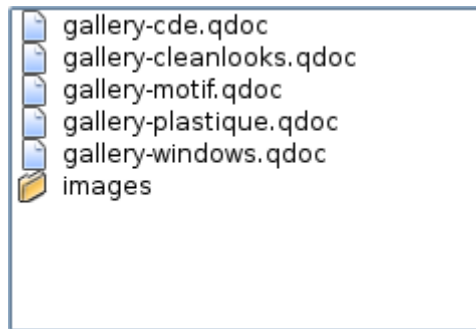 gallery-cde.qdoc
gallery-cleanlooks.qdoc
gallery-motif.qdoc
gallery-plastique.qdoc
gallery-windows.qdoc
images